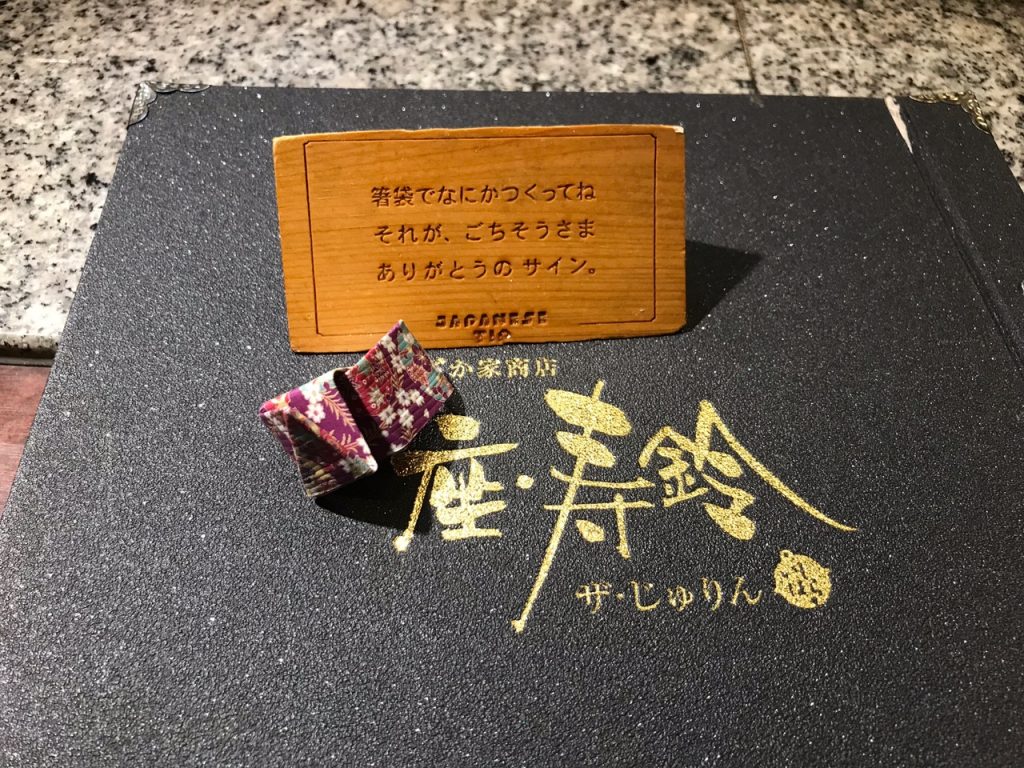 箸袋でなにかつくってね
それが、ごちそうさま
ありがとうの サイン。
JAPANESE
TIP
か家商店
座・寿鈴
ザ・じゅりん